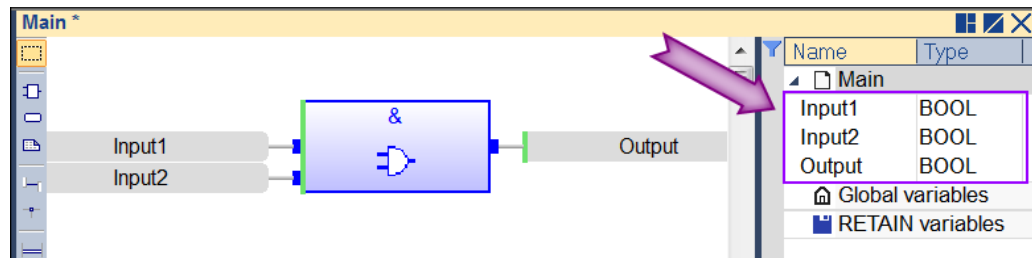 Main *
Name Type
Main
Input1 BOOL
Input2 BOOL
Output BOOL
Global variables
RETAIN variables
&
Input1
Input2
Output